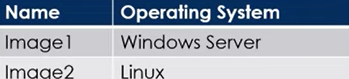 Name Operating System
Image1 Windows Server
Image2 Linux